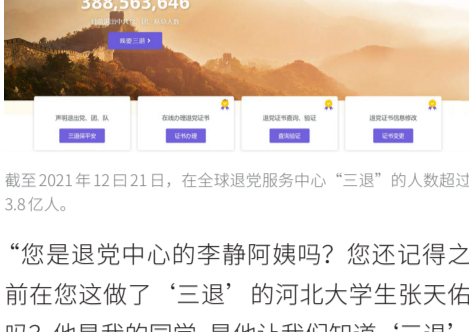 388,563,646
声明退出党、团、队
在线办理退党证书
退党证书查询、验证
退党证书信息修改
三退保平安
证书办理
查询验证
证书变更
截至2021年12月21日，在全球退党服务中心“三退”的人数超过
3.8亿人。
“您是退党中心的李静阿姨吗？您还记得之
前在您这做了‘三退’的河北大学生张天佑
吗？他是我的同学，是他让我们知道‘三退’